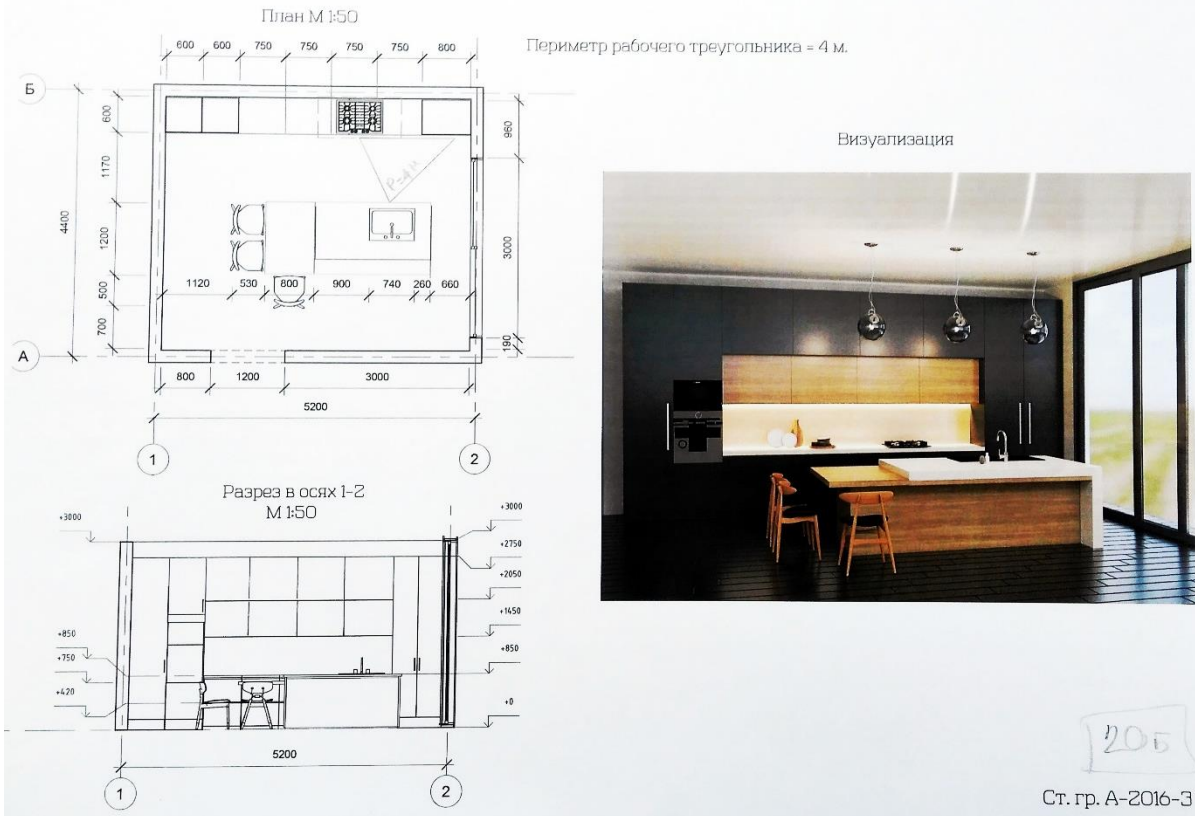 План М 1:50
600 600 750 750 750 750 800
Периметр рабочего треугольника = 4 м.
Б
600
960
1170
Р=4м
4400
1200
3000
1120 530 800 900 740 260 660
500
700
190
А
800 1200 3000
5200
1 2
Разрез в осях 1-2
М 1:50
+3000
+3000
+2750
+2050
+1450
+850
+850
+750
+420
+0
5200
1 2
Визуализация
20Б
Ст. гр. А-2016-3